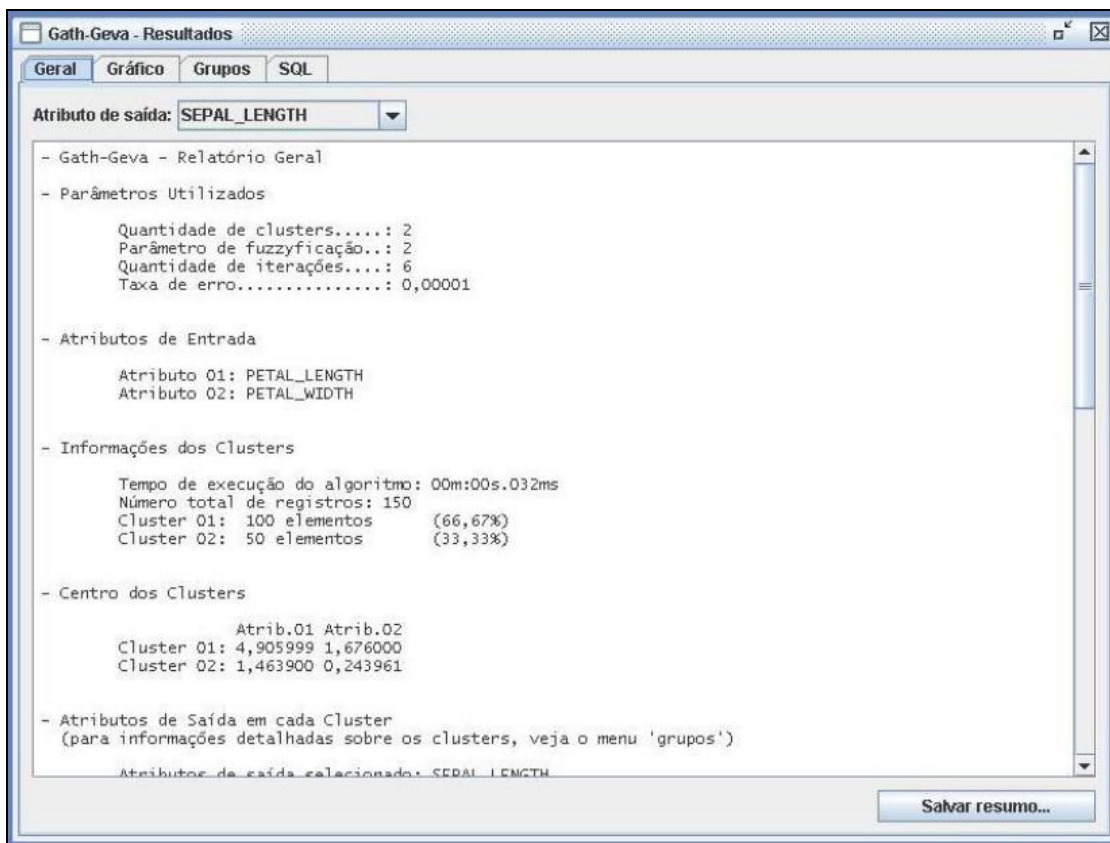 Gath-Geva - Resultados
Geral Gráfico Grupos SQL
Atributo de saída: SEPAL_LENGTH
- Gath-Geva - Relatório Geral
- Parâmetros Utilizados
Quantidade de clusters.....: 2
Parâmetro de fuzzyficação..: 2
Quantidade de iterações....: 6
Taxa de erro...............: 0,00001
- Atributos de Entrada
Atributo 01: PETAL_LENGTH
Atributo 02: PETAL_WIDTH
- Informações dos Clusters
Tempo de execução do algoritmo: 00m:00s.032ms
Número total de registros: 150
Cluster 01: 100 elementos (66,67%)
Cluster 02: 50 elementos (33,33%)
- Centro dos Clusters
Atrib.01 Atrib.02
Cluster 01: 4,905999 1,676000
Cluster 02: 1,463900 0,243961
- Atributos de Saída em cada Cluster
(para informações detalhadas sobre os clusters, veja o menu 'grupos')
Atributos de saída selecionado: SEPAL_LENGTH
Salvar resumo...